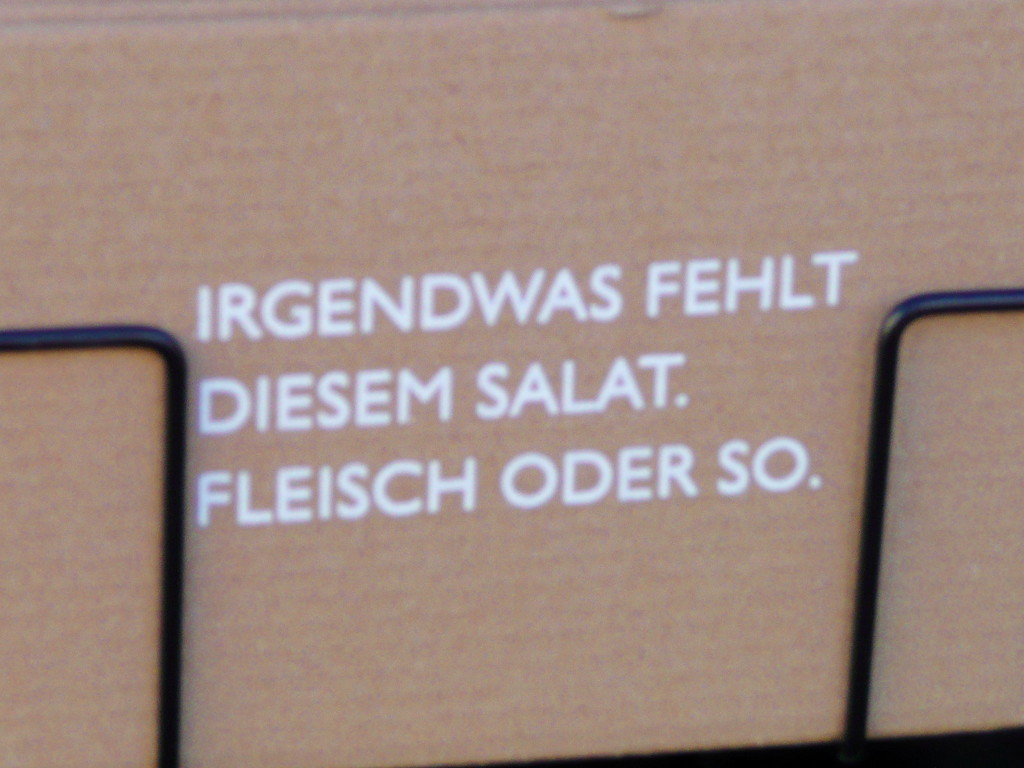 IRGENDWAS FEHLT
DIESEM SALAT.
FLEISCH ODER SO.